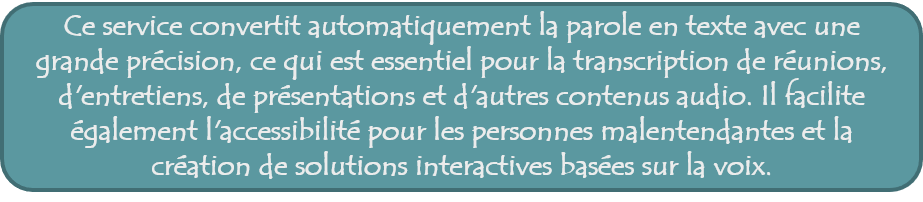 Ce service convertit automatiquement la parole en texte avec une
grande précision, ce qui est essentiel pour la transcription de réunions,
d'entretiens, de présentations et d'autres contenus audio. Il facilite
également l'accessibilité pour les personnes malentendantes et la
création de solutions interactives basées sur la voix.